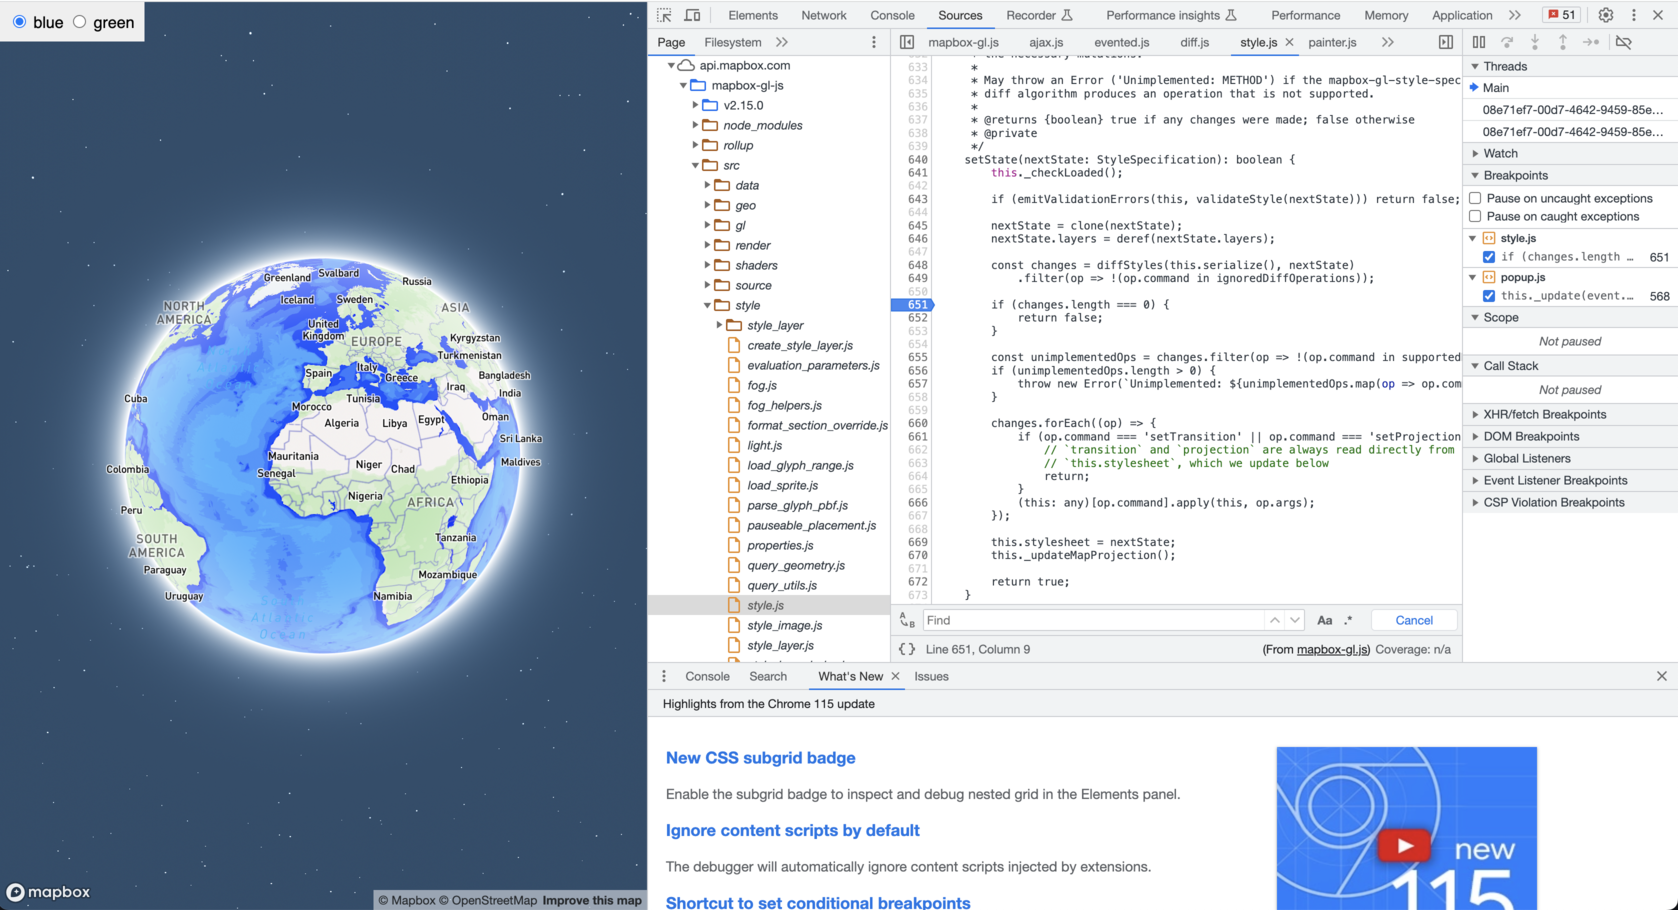 blue green
Greenland
Svalbard
Russia
NORTH
AMERICA
Iceland
Sweden
ASIA
United
Kingdom
EUROPE
Kyrgyzstan
Turkmenistan
Spain
Italy
Greece
Bangladesh
Iraq
India
Cuba
Morocco
Tunisia
Algeria
Libya
Egypt
Oman
Sri Lanka
Mauritania
Niger
Chad
Maldives
Colombia
Senegal
Ethiopia
Nigeria
AFRICA
Peru
SOUTH
AMERICA
Tanzania
Paraguay
Mozambique
Uruguay
Namibia
Atlantic
Ocean
mapbox
© Mapbox © OpenStreetMap Improve this map
Elements Network Console Sources Recorder Performance insights Performance Memory Application 51
Page Filesystem
api.mapbox.com
mapbox-gl-js
v2.15.0
node_modules
rollup
src
data
geo
gl
render
shaders
source
style
style_layer
create_style_layer.js
evaluation_parameters.js
fog.js
fog_helpers.js
format_section_override.js
light.js
load_glyph_range.js
load_sprite.js
parse_glyph_pbf.js
pauseable_placement.js
properties.js
query_geometry.js
query_utils.js
style.js
style_image.js
style_layer.js
mapbox-gl.js ajax.js evented.js diff.js style.js painter.js
* the necessary mutations.
633 *
634 * May throw an Error ('Unimplemented: METHOD') if the mapbox-gl-style-spec
635 * diff algorithm produces an operation that is not supported.
636 *
637 * @returns {boolean} true if any changes were made; false otherwise
638 * @private
639 */
640 setState(nextState: StyleSpecification): boolean {
641 this._checkLoaded();
642
643 if (emitValidationErrors(this, validateStyle(nextState))) return false;
644
645 nextState = clone(nextState);
646 nextState.layers = deref(nextState.layers);
647
648 const changes = diffStyles(this.serialize(), nextState)
649 .filter(op => !(op.command in ignoredDiffOperations));
650
651 if (changes.length === 0) {
652 return false;
653 }
654
655 const unimplementedOps = changes.filter(op => !(op.command in supported
656 if (unimplementedOps.length > 0) {
657 throw new Error(`Unimplemented: ${unimplementedOps.map(op => op.com
658 }
659
660 changes.forEach((op) => {
661 if (op.command === 'setTransition' || op.command === 'setProjection
662 // `transition` and `projection` are always read directly from
663 // `this.stylesheet`, which we update below
664 return;
665 }
666 (this: any)[op.command].apply(this, op.args);
667 });
668
669 this.stylesheet = nextState;
670 this._updateMapProjection();
671
672 return true;
673 }
Find Aa .* Cancel
{} Line 651, Column 9 (From mapbox-gl.js) Coverage: n/a
Threads
Main
08e71ef7-00d7-4642-9459-85e...
08e71ef7-00d7-4642-9459-85e...
Watch
Breakpoints
Pause on uncaught exceptions
Pause on caught exceptions
style.js
if (changes.length … 651
popup.js
this._update(event.… 568
Scope
Not paused
Call Stack
Not paused
XHR/fetch Breakpoints
DOM Breakpoints
Global Listeners
Event Listener Breakpoints
CSP Violation Breakpoints
Console Search What's New Issues
Highlights from the Chrome 115 update
New CSS subgrid badge
Enable the subgrid badge to inspect and debug nested grid in the Elements panel.
Ignore content scripts by default
The debugger will automatically ignore content scripts injected by extensions.
Shortcut to set conditional breakpoints
new
115